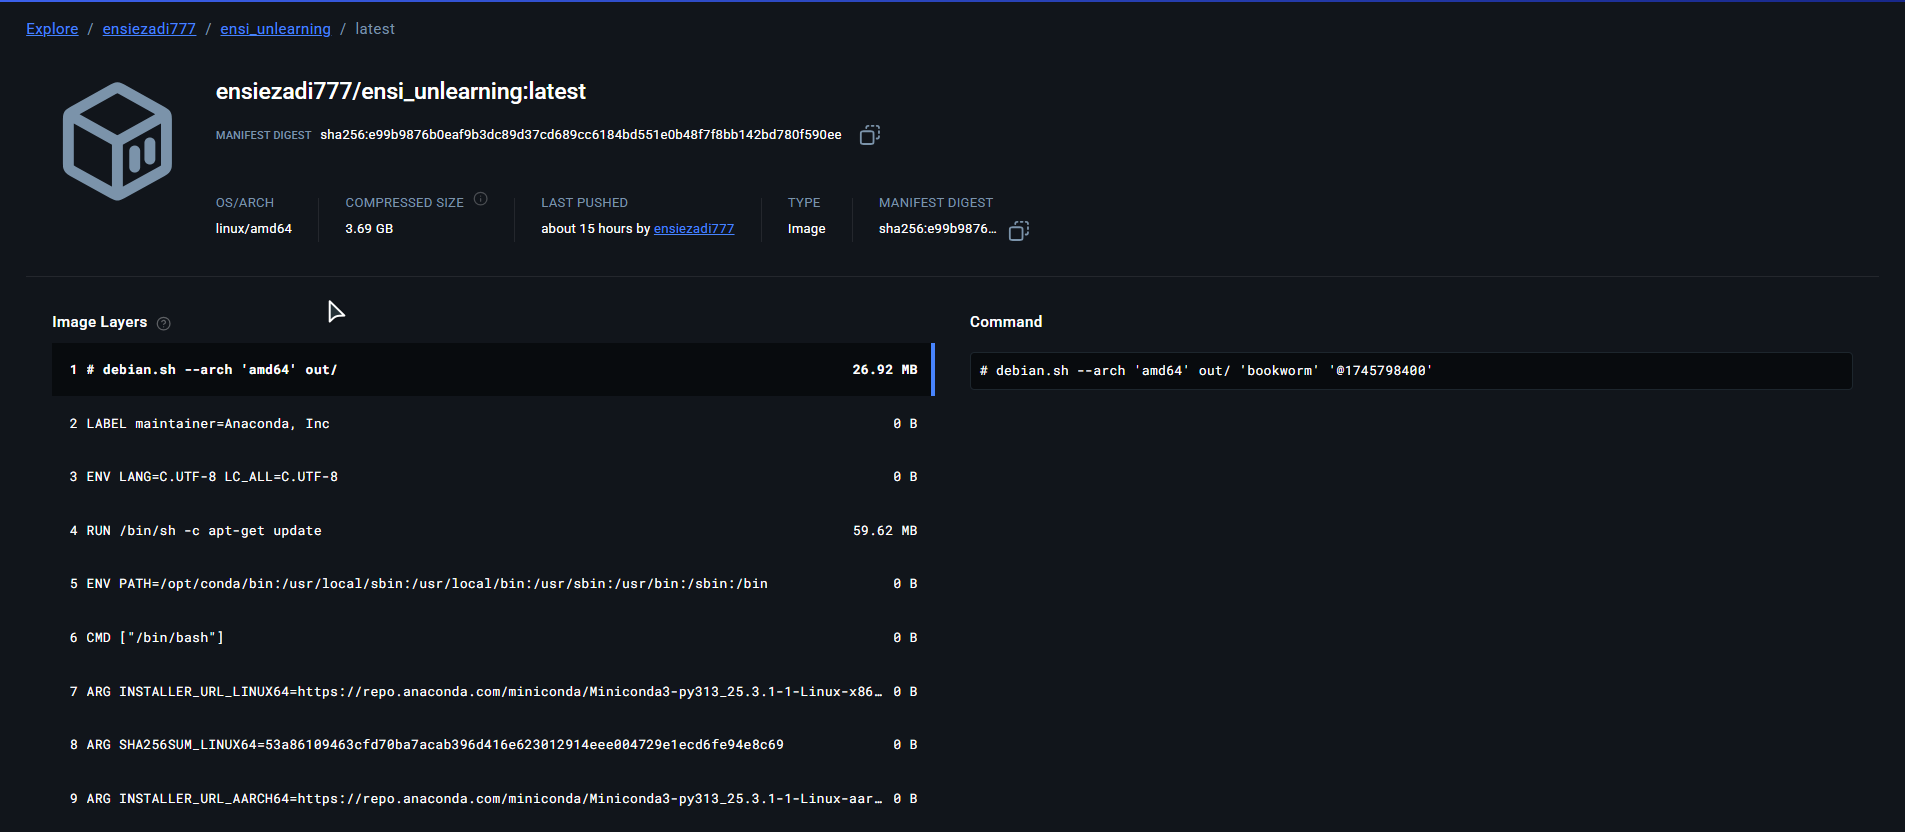 Explore / ensiezadi777 / ensi_unlearning / latest
ensiezadi777/ensi_unlearning:latest
MANIFEST DIGEST sha256:e99b9876b0eaf9b3dc89d37cd689cc6184bd551e0b48f7f8bb142bd780f590ee
OS/ARCH COMPRESSED SIZE LAST PUSHED TYPE MANIFEST DIGEST
linux/amd64 3.69 GB about 15 hours by ensiezadi777 Image sha256:e99b9876…
Image Layers
1 # debian.sh --arch 'amd64' out/ 26.92 MB
2 LABEL maintainer=Anaconda, Inc 0 B
3 ENV LANG=C.UTF-8 LC_ALL=C.UTF-8 0 B
4 RUN /bin/sh -c apt-get update 59.62 MB
5 ENV PATH=/opt/conda/bin:/usr/local/sbin:/usr/local/bin:/usr/sbin:/usr/bin:/sbin:/bin 0 B
6 CMD ["/bin/bash"] 0 B
7 ARG INSTALLER_URL_LINUX64=https://repo.anaconda.com/miniconda/Miniconda3-py313_25.3.1-1-Linux-x86… 0 B
8 ARG SHA256SUM_LINUX64=53a86109463cfd70ba7acab396d416e623012914eee004729e1ecd6fe94e8c69 0 B
9 ARG INSTALLER_URL_AARCH64=https://repo.anaconda.com/miniconda/Miniconda3-py313_25.3.1-1-Linux-aar… 0 B
Command
# debian.sh --arch 'amd64' out/ 'bookworm' '@1745798400'